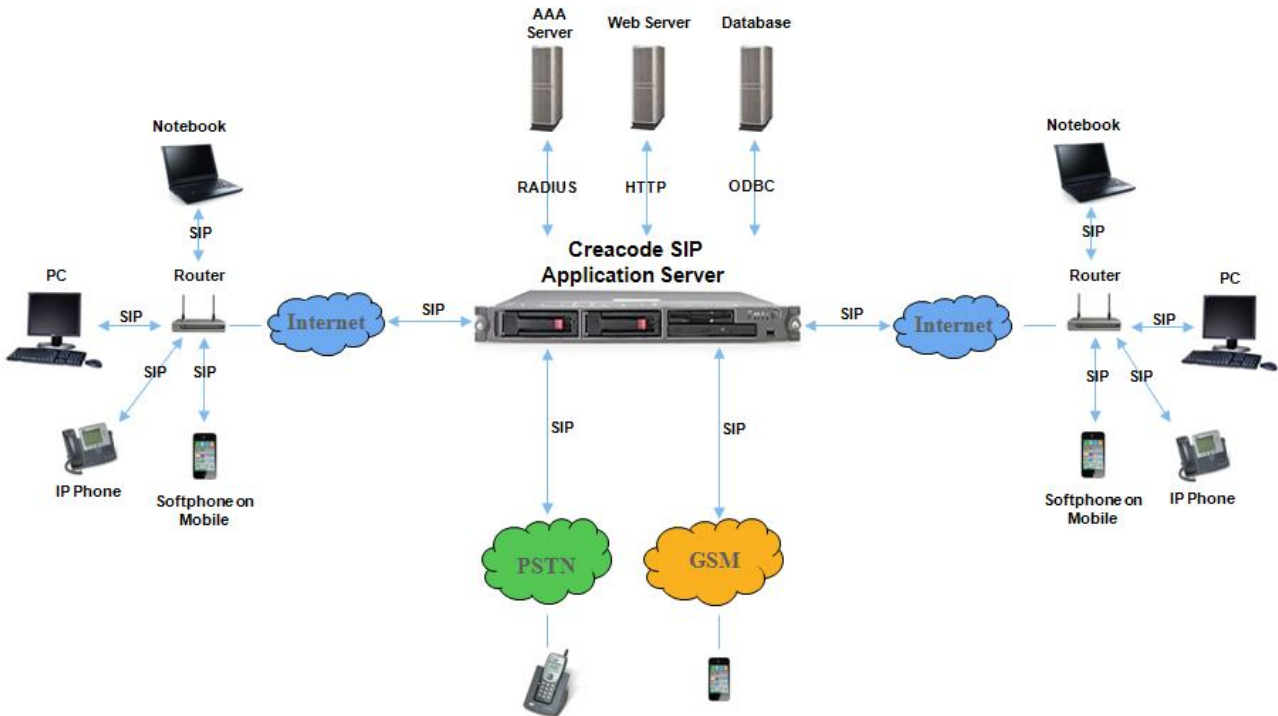 AAA
Server
Web Server
Database
RADIUS
HTTP
ODBC
Notebook
SIP
Router
PC
SIP
SIP
SIP
IP Phone
Softphone on
Mobile
Internet
SIP
Creacode SIP
Application Server
SIP
Internet
Notebook
SIP
Router
PC
SIP
SIP
SIP
Softphone on
Mobile
IP Phone
SIP
SIP
PSTN
GSM